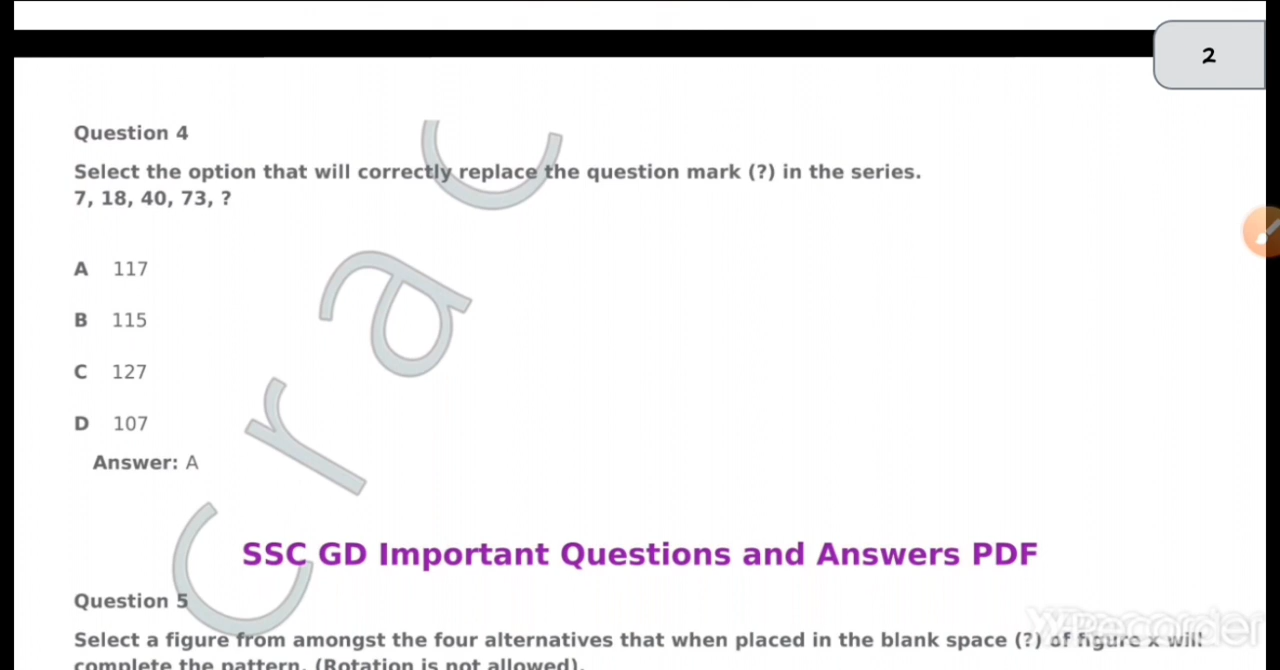 2
Question 4
Select the option that will correctly replace the question mark (?) in the series.
7, 18, 40, 73, ?
A 117
B 115
C 127
D 107
Answer: A
SSC GD Important Questions and Answers PDF
Question 5
Select a figure from amongst the four alternatives that when placed in the blank space (?) of figure x will
complete the pattern. (Rotation is not allowed).
C r a c
XRecorder